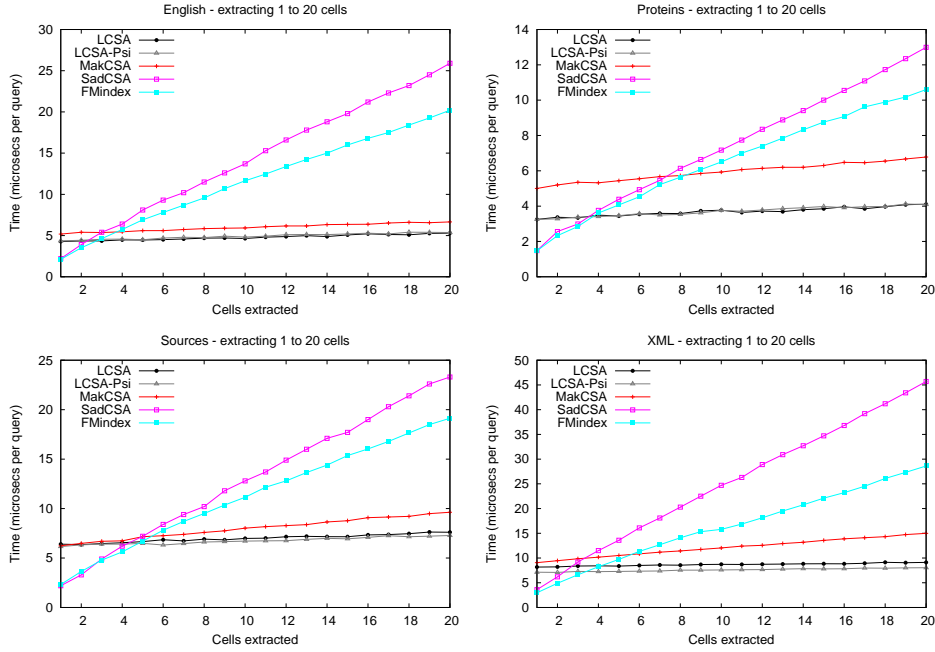 English - extracting 1 to 20 cells
30
25
20
15
10
5
0
Time (microsecs per query)
LCSA
LCSA-Psi
MakCSA
SadCSA
FMindex
2 4 6 8 10 12 14 16 18 20
Cells extracted
Proteins - extracting 1 to 20 cells
14
12
10
8
6
4
2
0
Time (microsecs per query)
LCSA
LCSA-Psi
MakCSA
SadCSA
FMindex
2 4 6 8 10 12 14 16 18 20
Cells extracted
Sources - extracting 1 to 20 cells
25
20
15
10
5
0
Time (microsecs per query)
LCSA
LCSA-Psi
MakCSA
SadCSA
FMindex
2 4 6 8 10 12 14 16 18 20
Cells extracted
XML - extracting 1 to 20 cells
50
45
40
35
30
25
20
15
10
5
0
Time (microsecs per query)
LCSA
LCSA-Psi
MakCSA
SadCSA
FMindex
2 4 6 8 10 12 14 16 18 20
Cells extracted